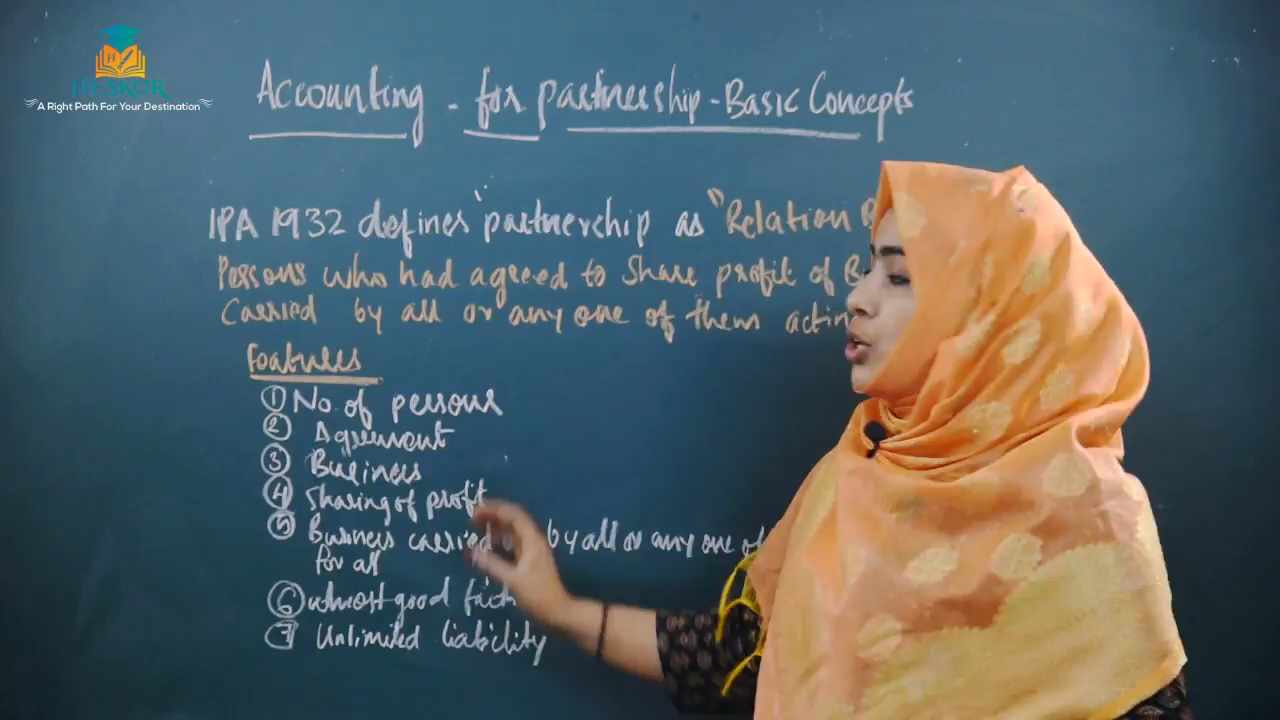 HI-SKOR
A Right Path For Your Destination
Accounting - for partnership - Basic Concepts
IPA 1932 defines "partnership as "Relation B
Persons who had agreed to Share profit of B
Carried by all or any one of them actin
Features
① No. of persons
② Agreement
③ Business
④ Sharing of profit
⑤ Business carried by all or any one of
for all
⑥ utmost good faith
⑦ Unlimited liability